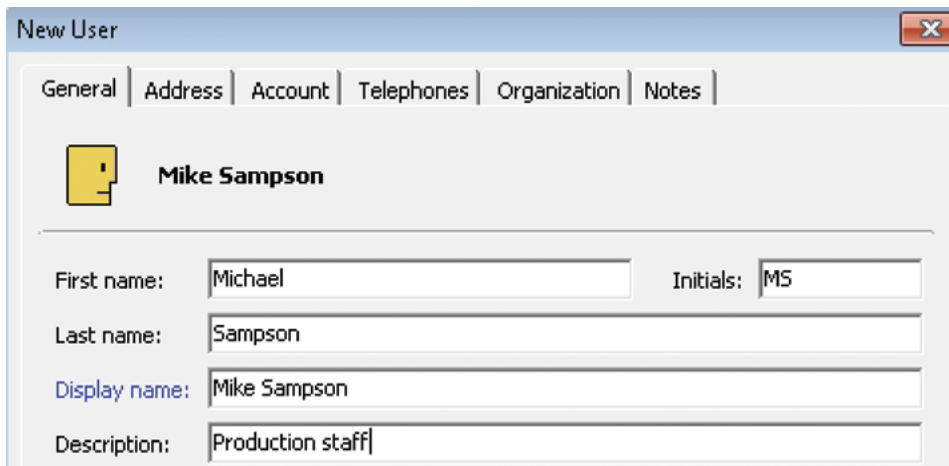 New User
General Address Account Telephones Organization Notes
Mike Sampson
First name: Michael Initials: MS
Last name: Sampson
Display name: Mike Sampson
Description: Production staff